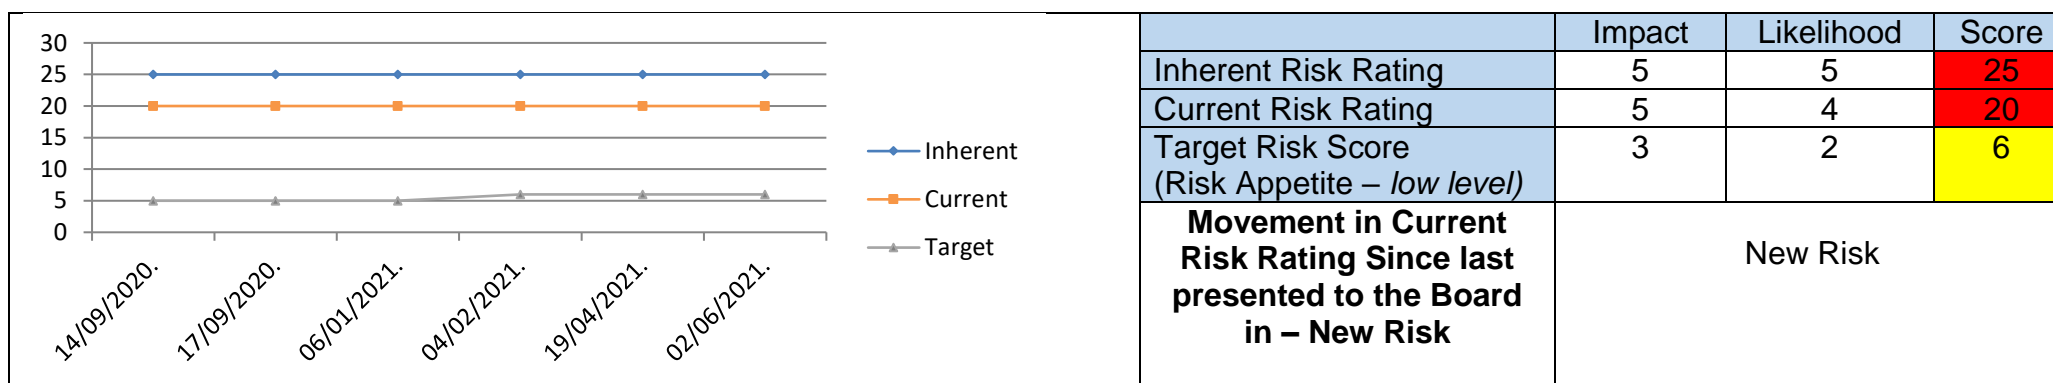 30
25
20
15
10
5
0
14/09/2020.
17/09/2020.
06/01/2021.
04/02/2021.
19/04/2021.
02/06/2021.
Inherent
Current
Target
Impact Likelihood Score
Inherent Risk Rating 5 5 25
Current Risk Rating 5 4 20
Target Risk Score 3 2 6
(Risk Appetite – low level)
Movement in Current
Risk Rating Since last
presented to the Board
in – New Risk
New Risk